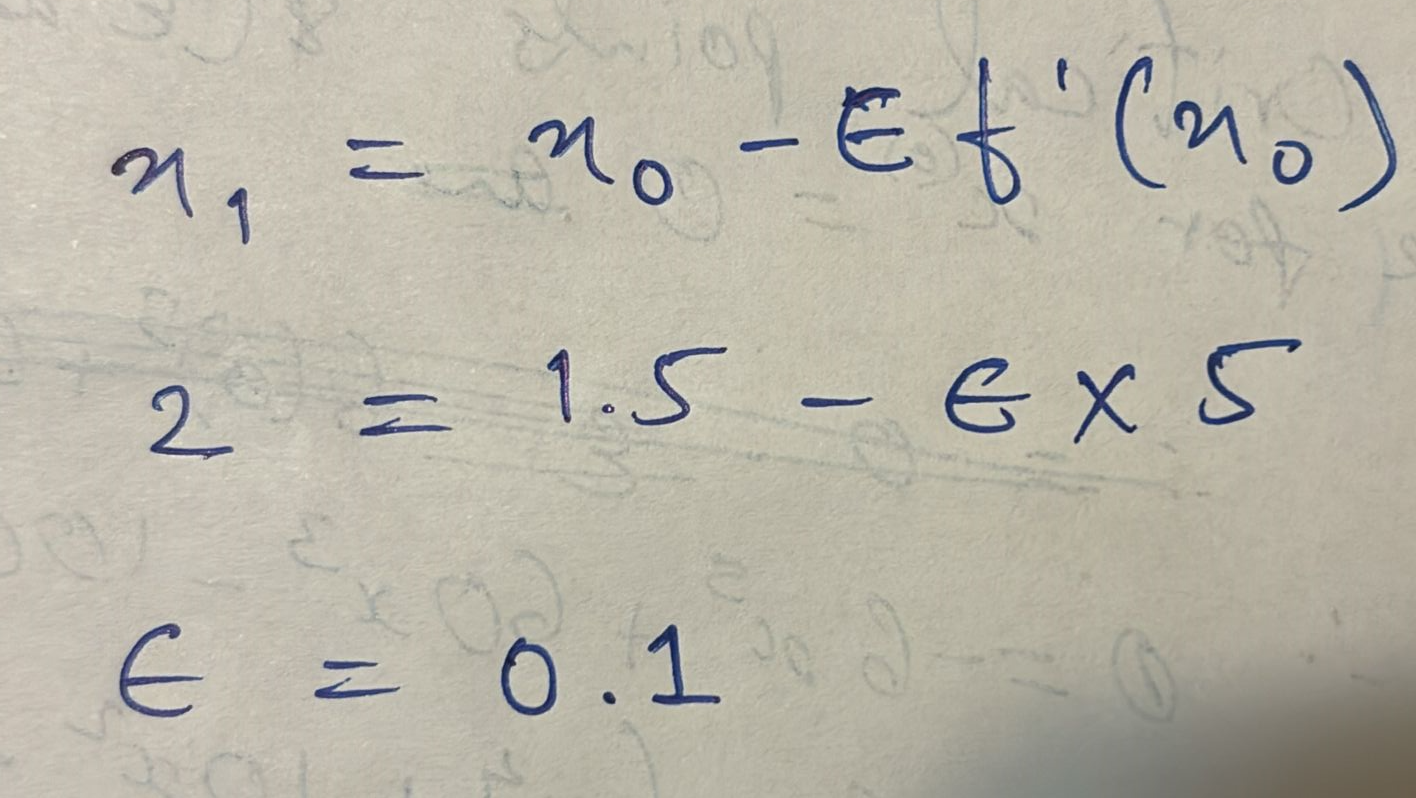 x₁ = x₀ - ϵ f'(x₀)
2 = 1.5 - ϵ × 5
ϵ = 0.1